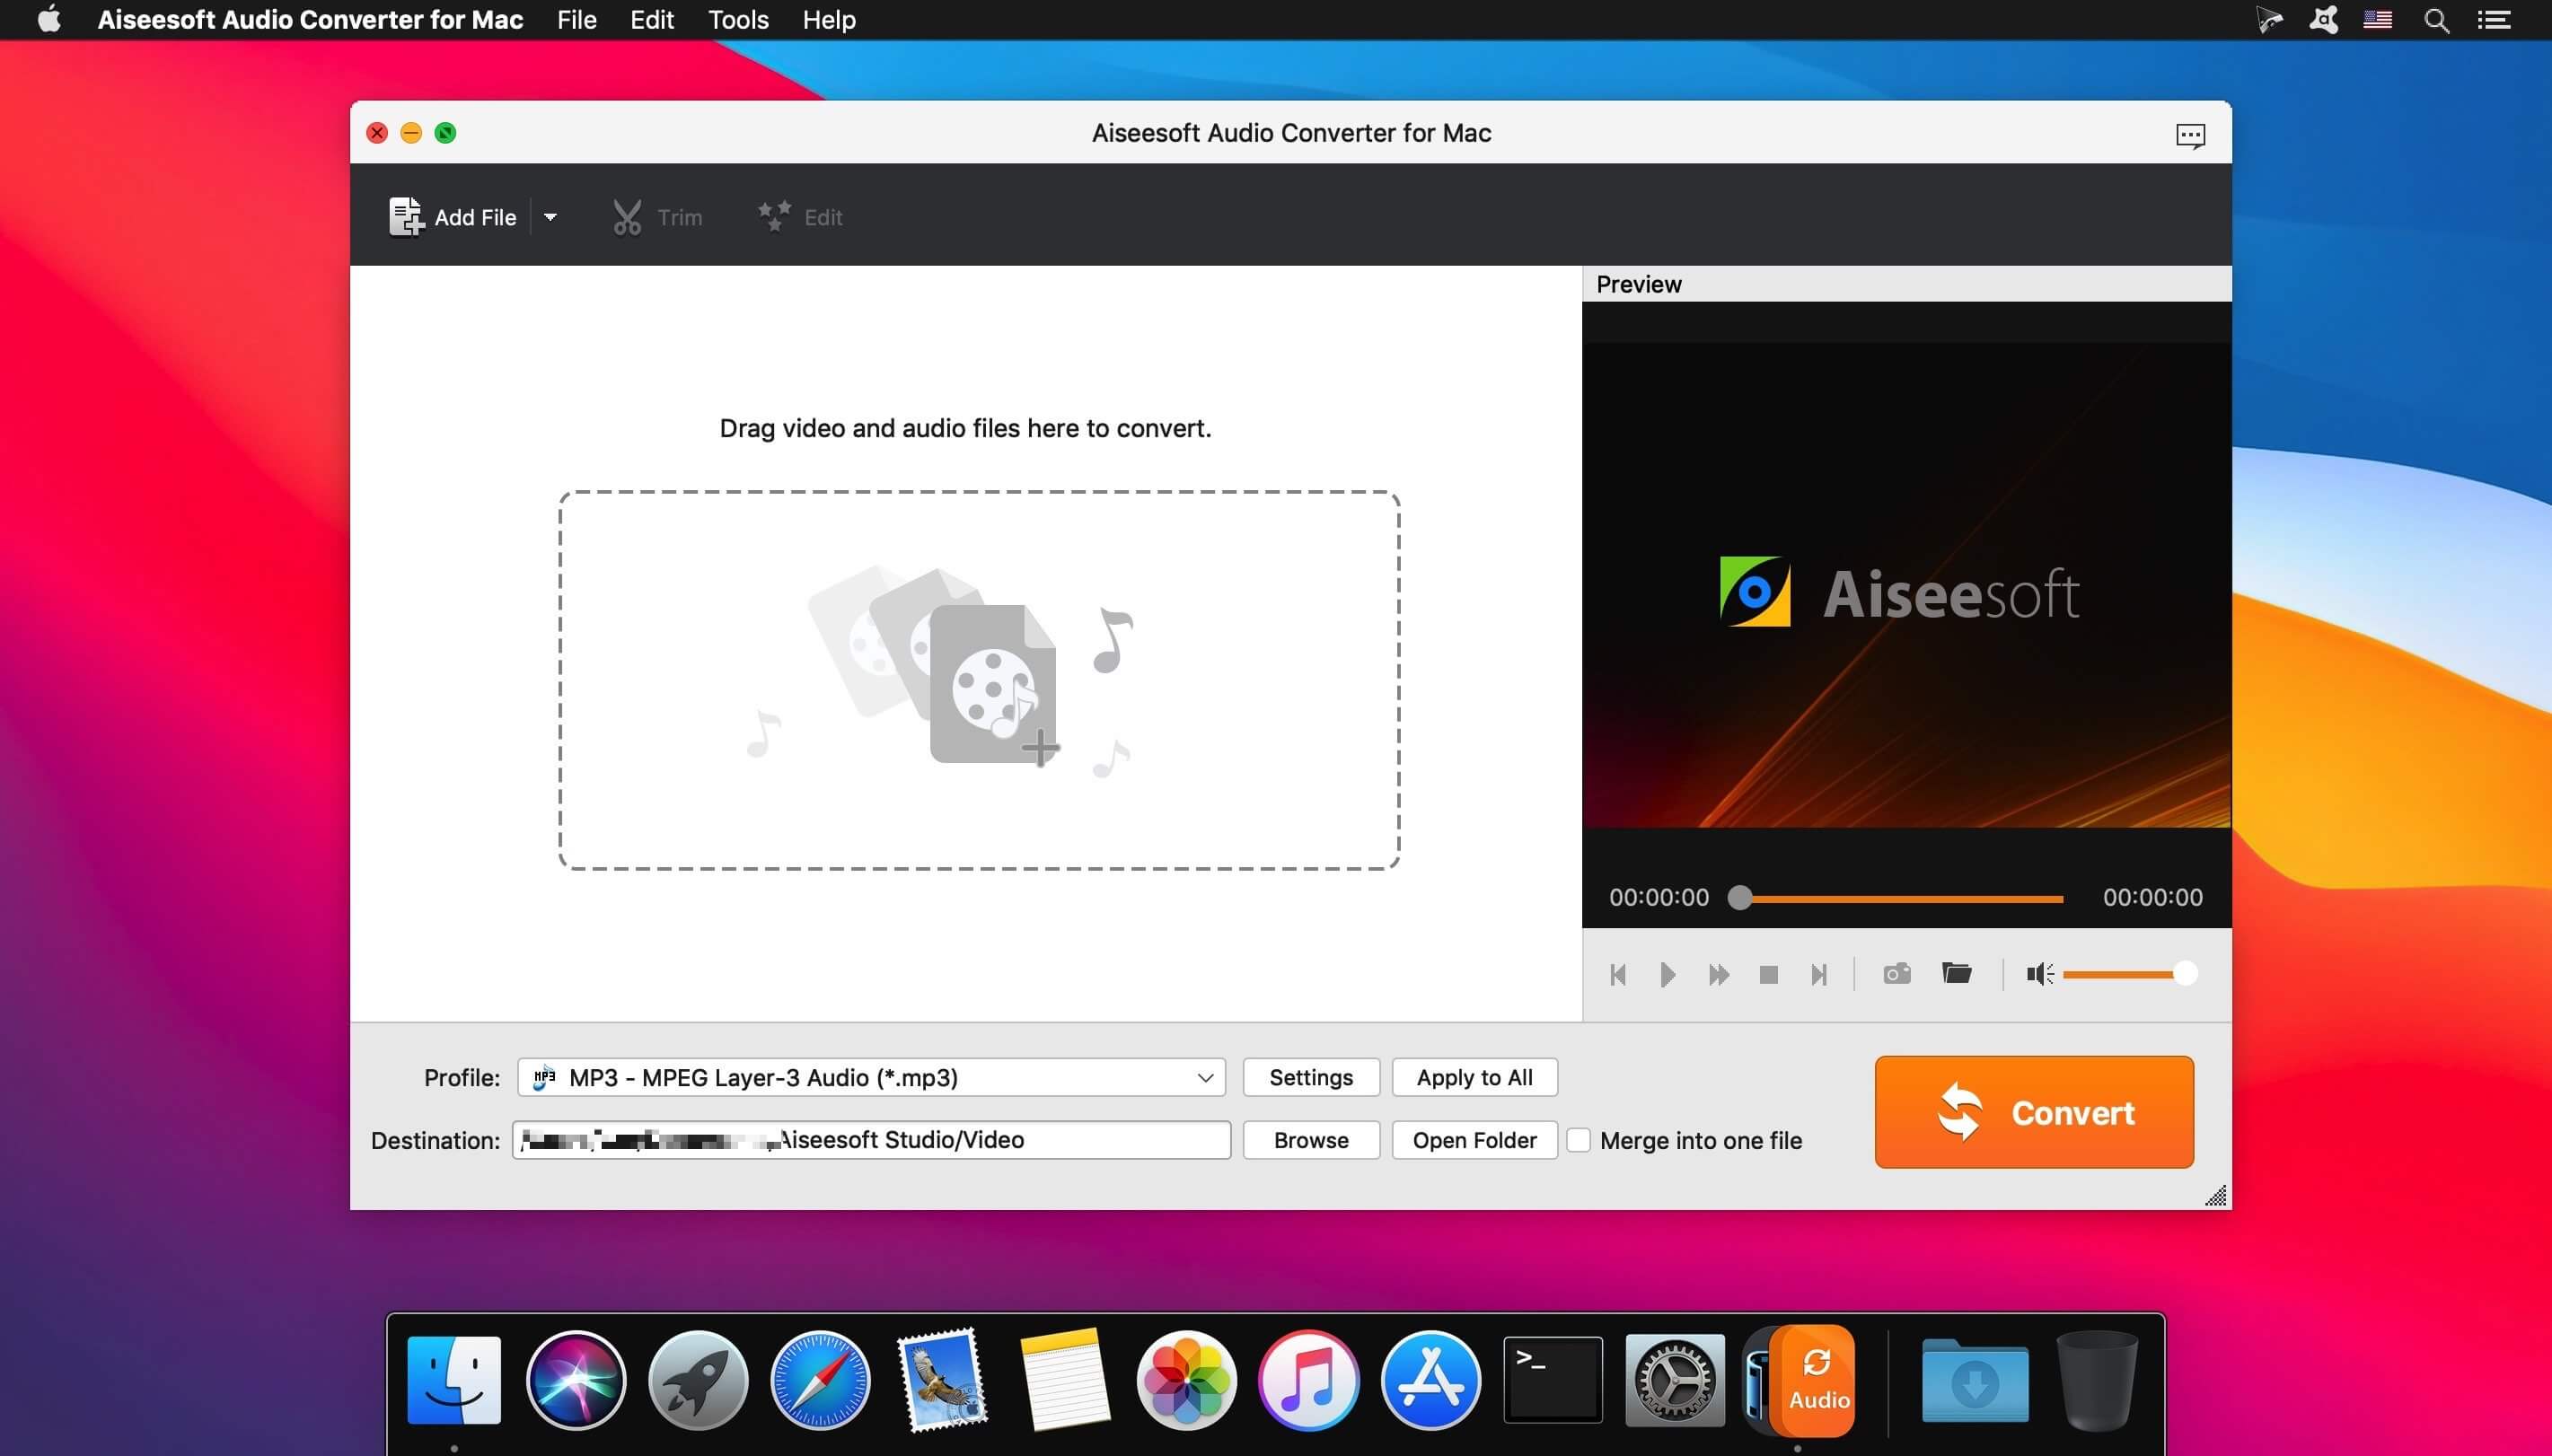 Aiseesoft Audio Converter for Mac File Edit Tools Help
Aiseesoft Audio Converter for Mac
Add File Trim Edit
Preview
Drag video and audio files here to convert.
Aiseesoft
00:00:00 00:00:00
Profile: MP3 MP3 - MPEG Layer-3 Audio (*.mp3) Settings Apply to All
Convert
Destination: Aiseesoft Studio/Video Browse Open Folder Merge into one file
>_
Audio